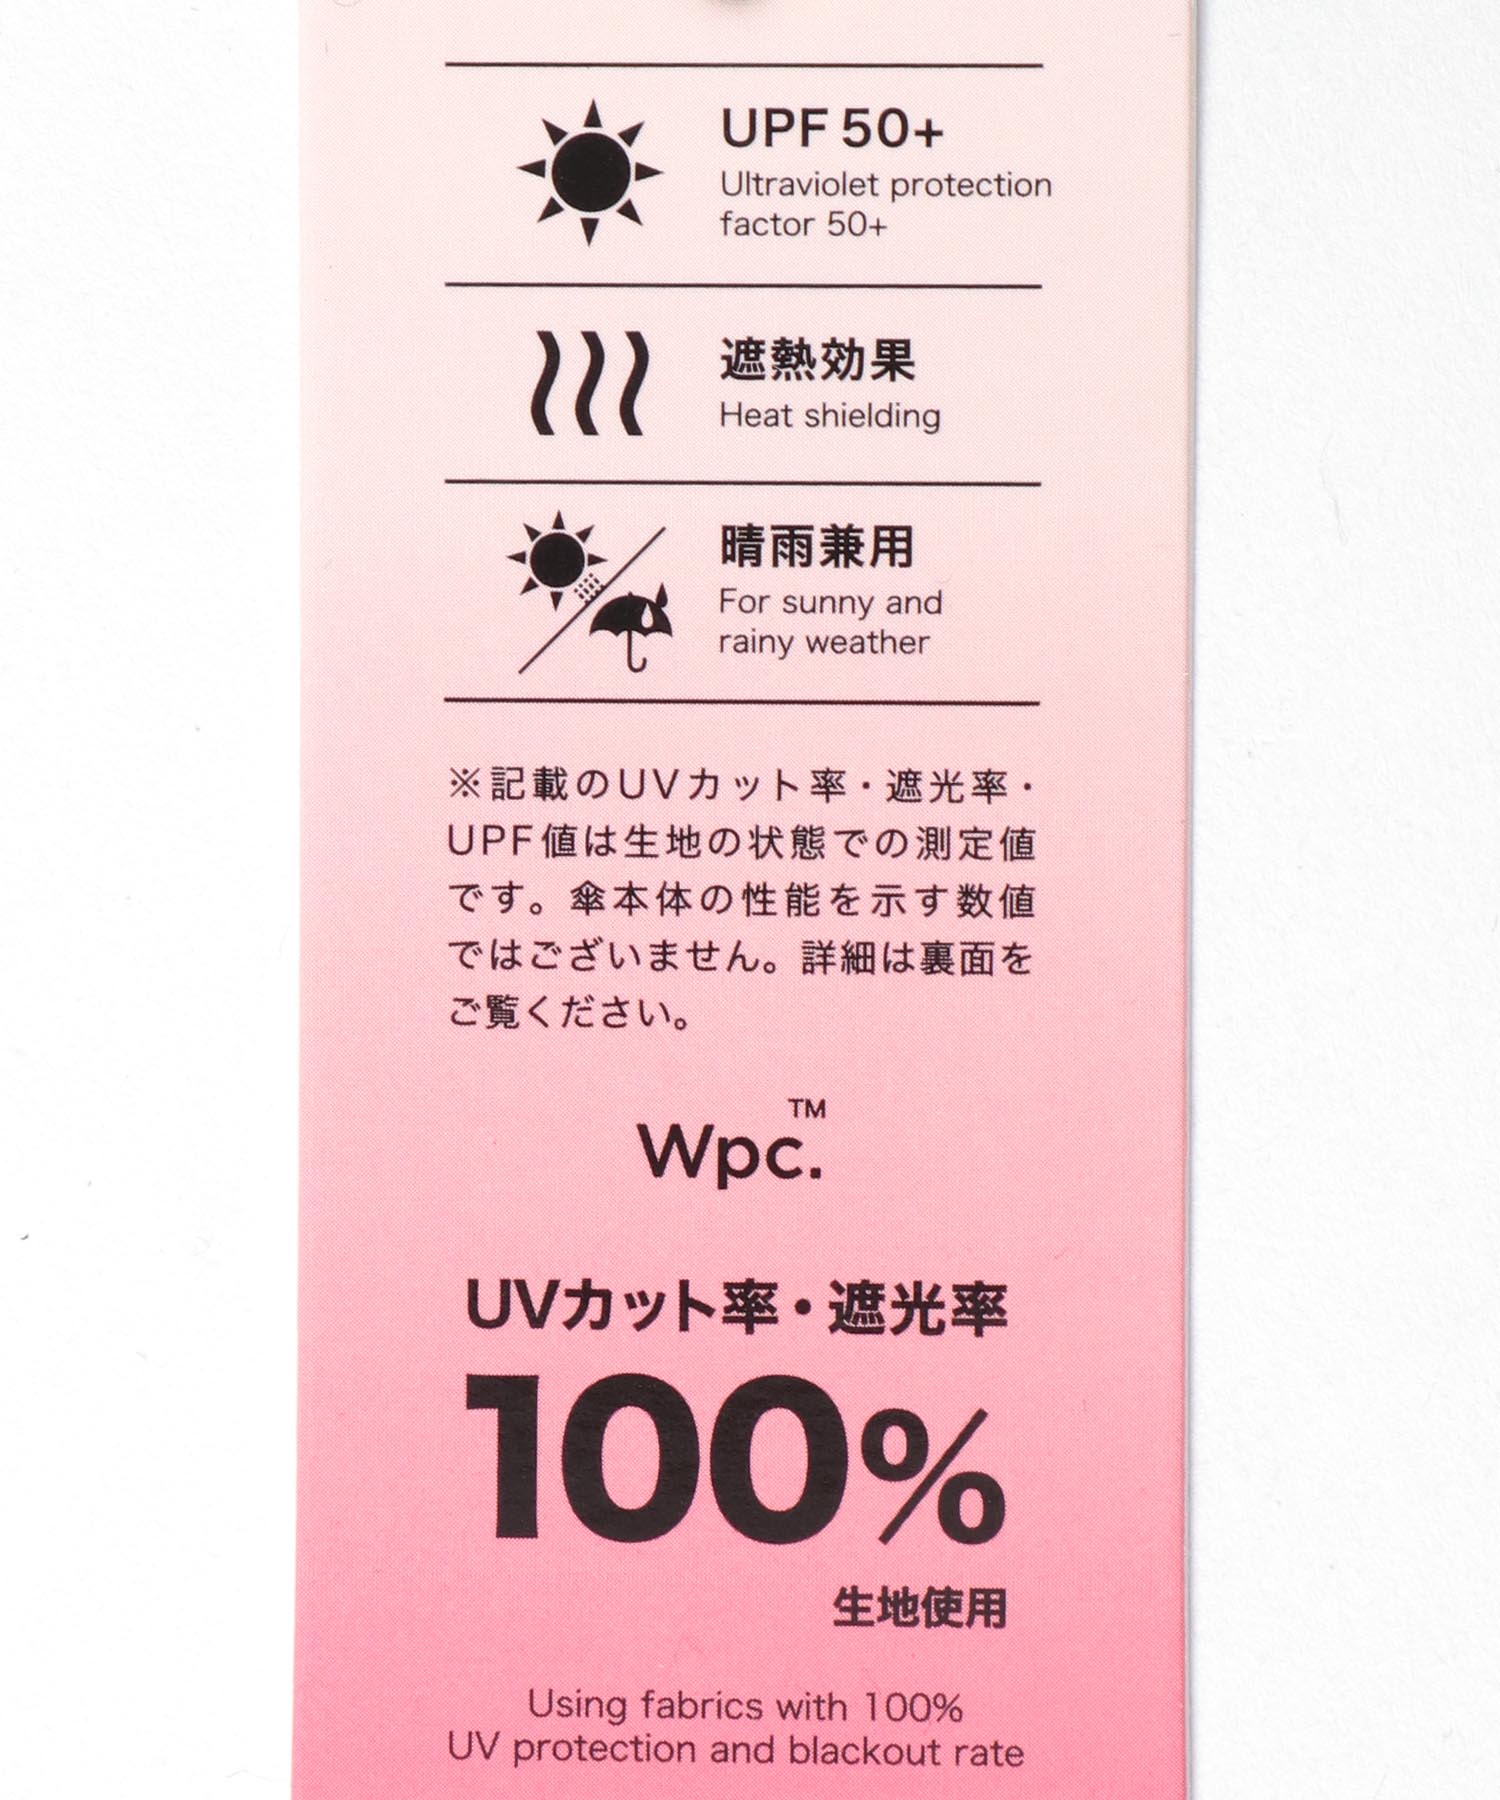 UPF 50+
Ultraviolet protection
factor 50+
遮熱効果
Heat shielding
晴雨兼用
For sunny and
rainy weather
※記載のUVカット率・遮光率・
UPF値は生地の状態での測定値
です。傘本体の性能を示す数値
ではございません。詳細は裏面を
ご覧ください。
Wpc.™
UVカット率・遮光率
100%
生地使用
Using fabrics with 100%
UV protection and blackout rate